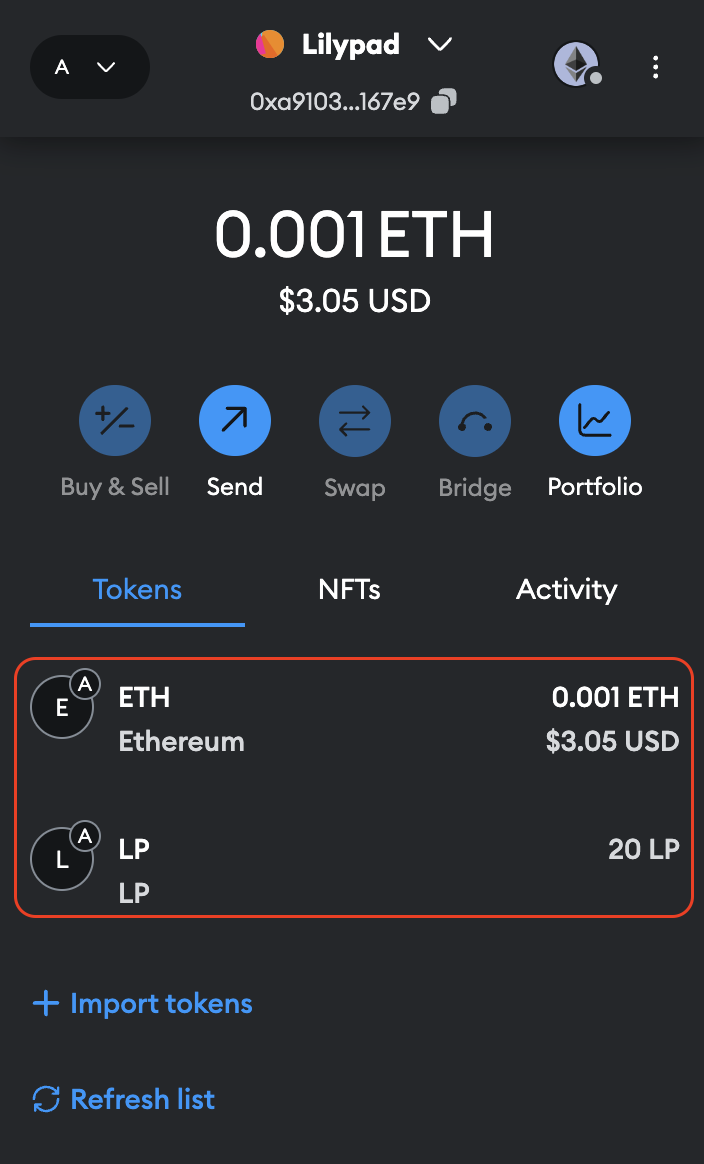 A
Lilypad
0xa9103...167e9
0.001 ETH
$3.05 USD
Buy & Sell
Send
Swap
Bridge
Portfolio
Tokens
NFTs
Activity
E
A
ETH
0.001 ETH
Ethereum
$3.05 USD
L
A
LP
20 LP
LP
Import tokens
Refresh list